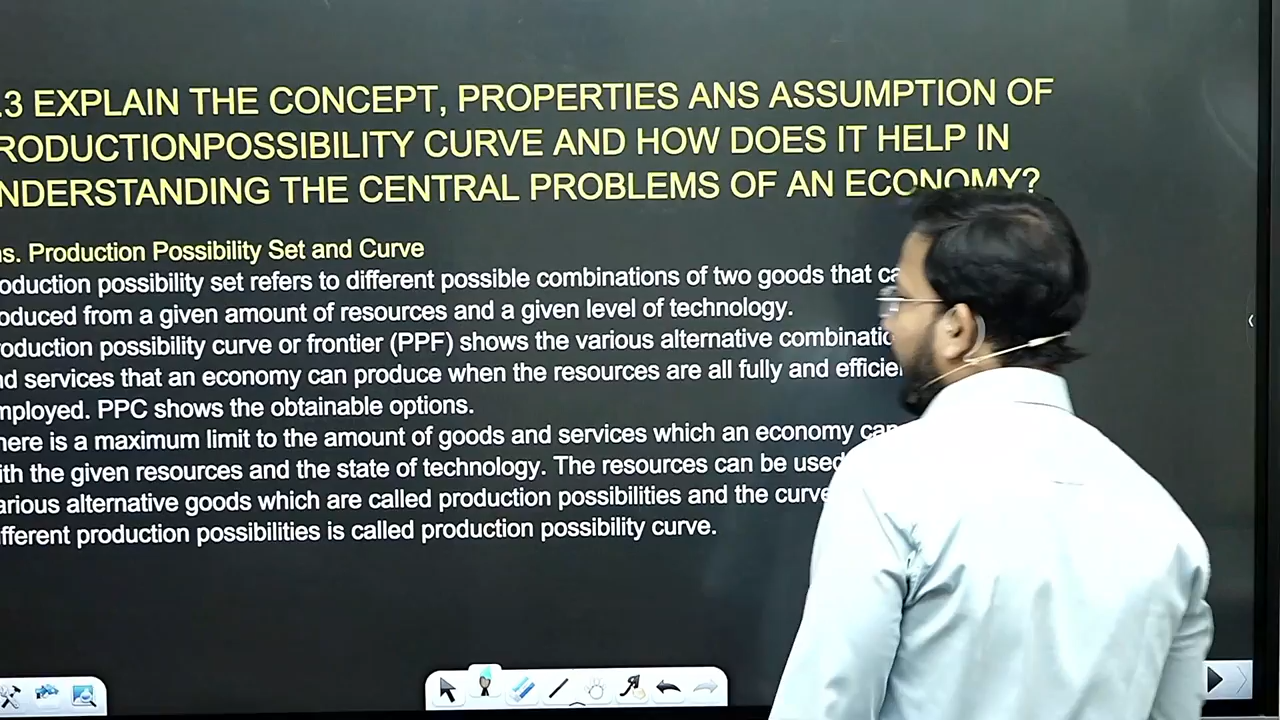 .3 EXPLAIN THE CONCEPT, PROPERTIES ANS ASSUMPTION OF
RODUCTIONPOSSIBILITY CURVE AND HOW DOES IT HELP IN
NDERSTANDING THE CENTRAL PROBLEMS OF AN ECONOMY?
s. Production Possibility Set and Curve
oduction possibility set refers to different possible combinations of two goods that ca
oduced from a given amount of resources and a given level of technology.
roduction possibility curve or frontier (PPF) shows the various alternative combinatio
nd services that an economy can produce when the resources are all fully and efficien
mployed. PPC shows the obtainable options.
here is a maximum limit to the amount of goods and services which an economy can
ith the given resources and the state of technology. The resources can be used
arious alternative goods which are called production possibilities and the curve
fferent production possibilities is called production possibility curve.